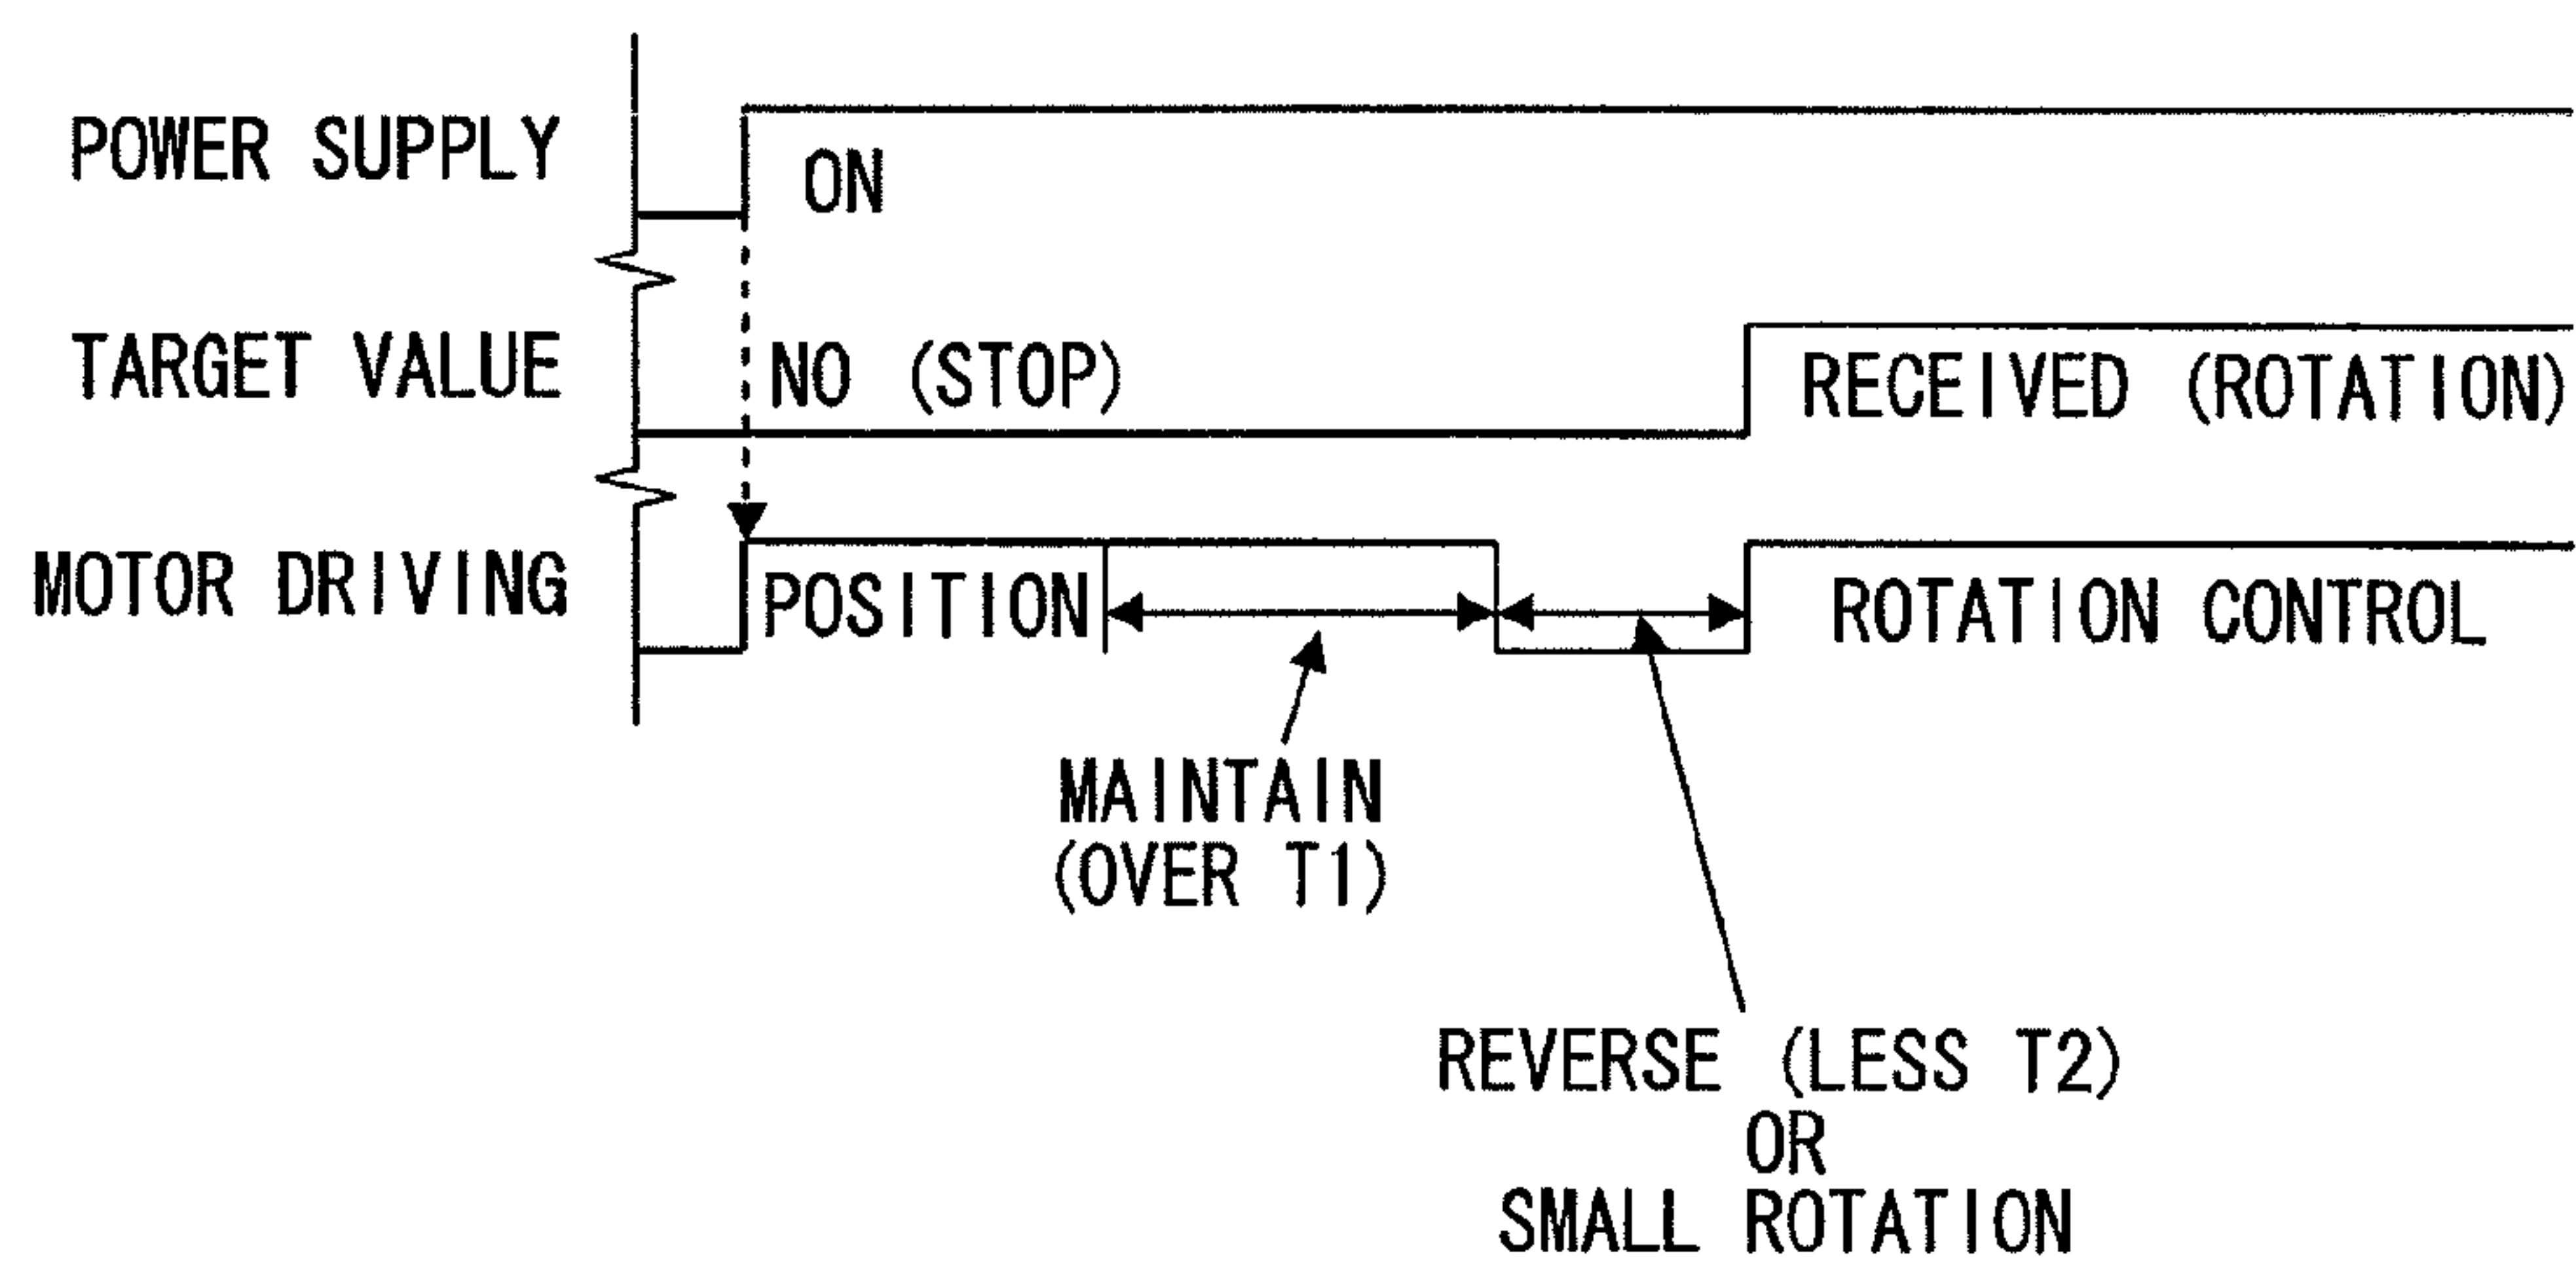 POWER SUPPLY
ON
TARGET VALUE
NO (STOP)
RECEIVED (ROTATION)
MOTOR DRIVING
POSITION
ROTATION CONTROL
MAINTAIN
(OVER T1)
REVERSE (LESS T2)
OR
SMALL ROTATION